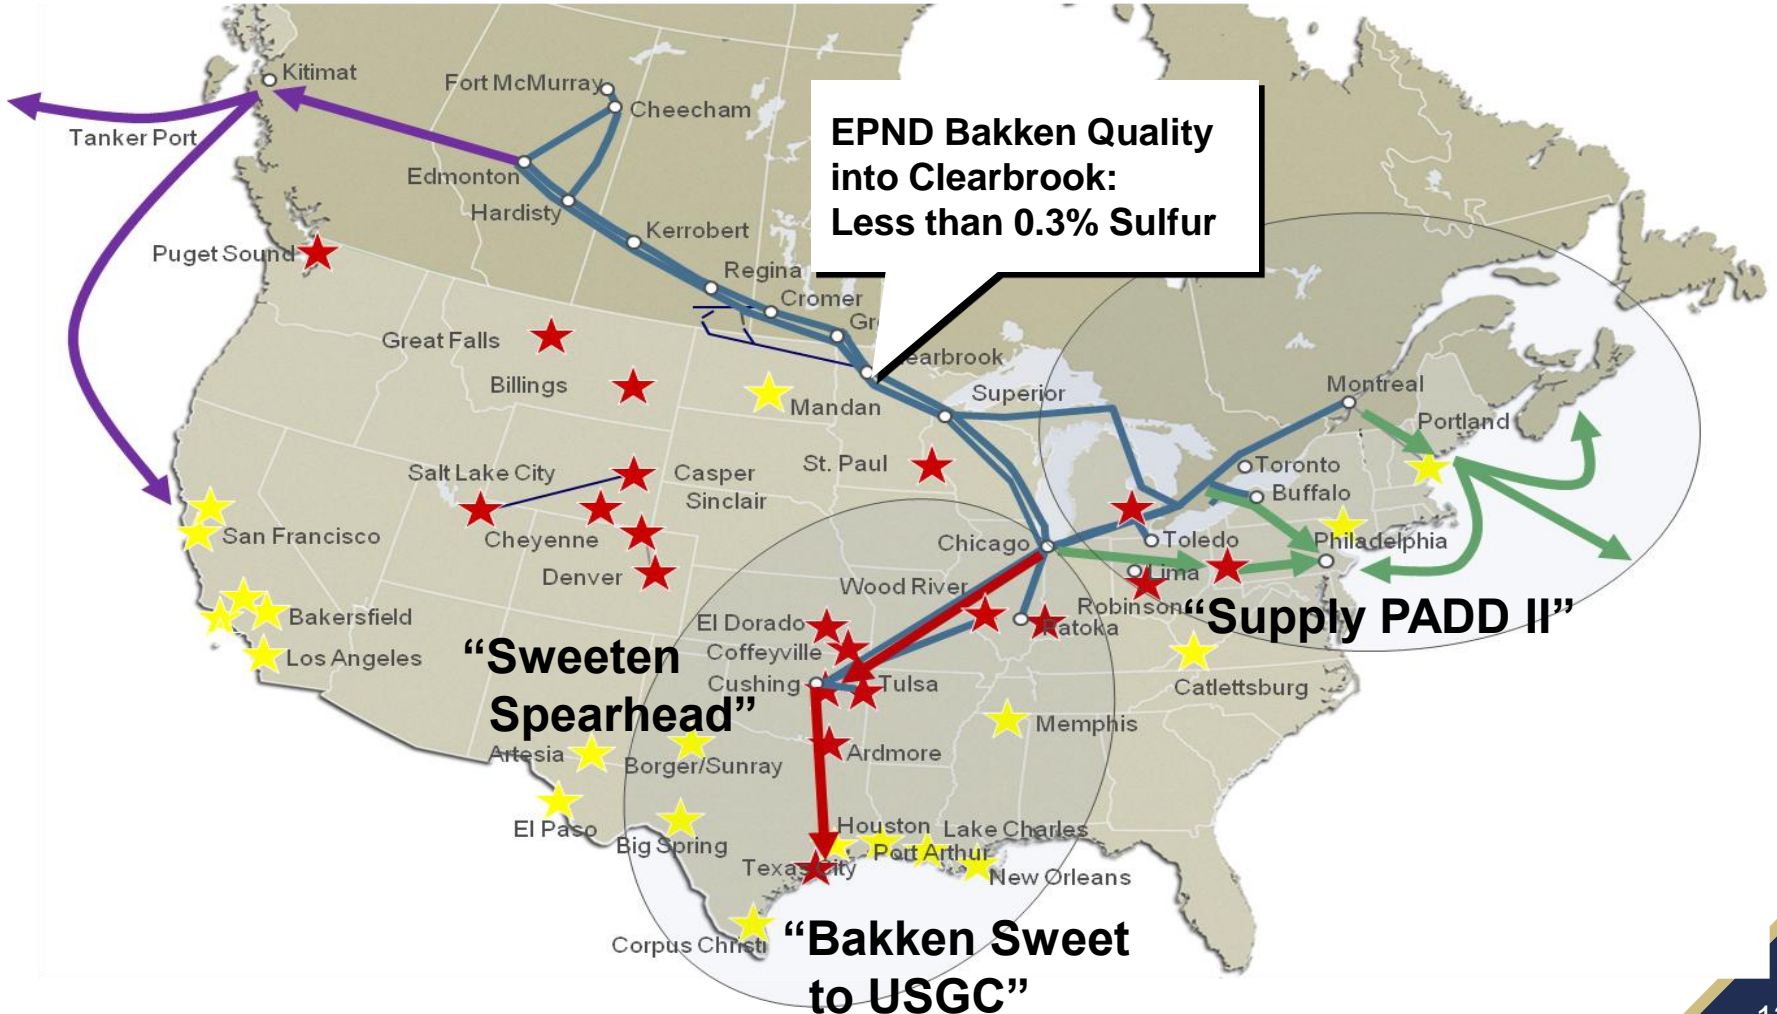 Kitimat
Fort McMurray
Cheecham
Tanker Port
EPND Bakken Quality
into Clearbrook:
Less than 0.3% Sulfur
Edmonton
Hardisty
Kerrobert
Puget Sound
Regina
Cromer
Gr
Great Falls
earbrook
Billings
Superior
Mandan
Montreal
Portland
St. Paul
Salt Lake City
Casper
Sinclair
Toronto
Buffalo
San Francisco
Cheyenne
Chicago
Toledo
Philadelphia
Denver
Lima
Wood River
Bakersfield
El Dorado
Robinson
Patoka
“Supply PADD II”
Los Angeles
Coffeyville
“Sweeten
Spearhead”
Cushing
Tulsa
Catlettsburg
Memphis
Artesia
Borger/Sunray
Ardmore
El Paso
Big Spring
Houston
Lake Charles
Port Arthur
Texas City
New Orleans
Corpus Christi
“Bakken Sweet
to USGC”